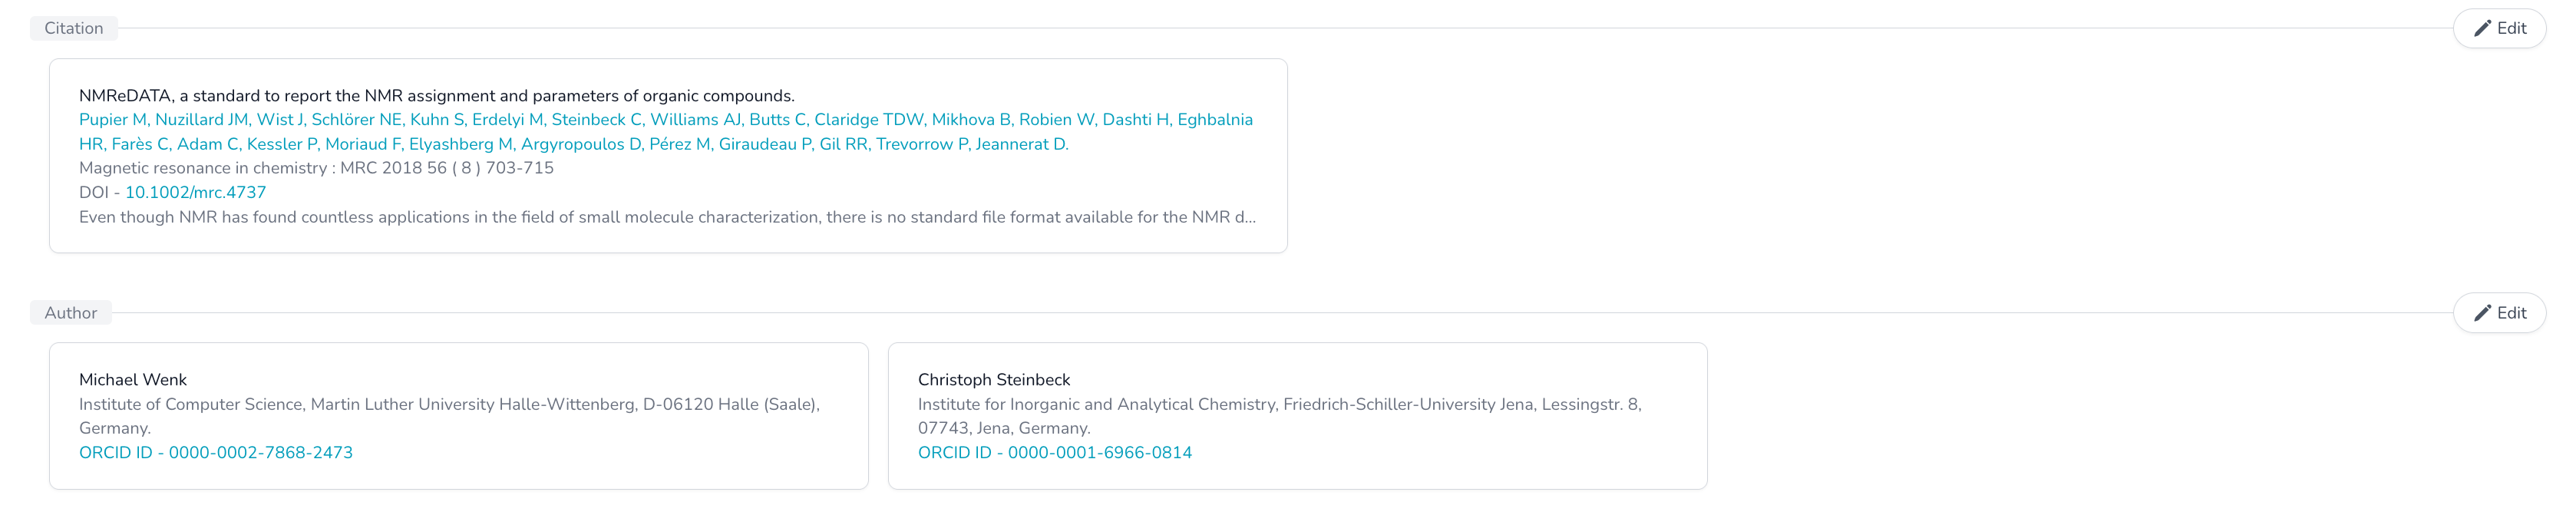 Citation
Edit
NMReDATA, a standard to report the NMR assignment and parameters of organic compounds.
Pupier M, Nuzillard JM, Wist J, Schlörer NE, Kuhn S, Erdelyi M, Steinbeck C, Williams AJ, Butts C, Claridge TDW, Mikhova B, Robien W, Dashti H, Eghbalnia
HR, Farès C, Adam C, Kessler P, Moriaud F, Elyashberg M, Argyropoulos D, Pérez M, Giraudeau P, Gil RR, Trevorrow P, Jeannerat D.
Magnetic resonance in chemistry : MRC 2018 56 ( 8 ) 703-715
DOI - 10.1002/mrc.4737
Even though NMR has found countless applications in the field of small molecule characterization, there is no standard file format available for the NMR d...
Author
Edit
Michael Wenk
Institute of Computer Science, Martin Luther University Halle-Wittenberg, D-06120 Halle (Saale),
Germany.
ORCID ID - 0000-0002-7868-2473
Christoph Steinbeck
Institute for Inorganic and Analytical Chemistry, Friedrich-Schiller-University Jena, Lessingstr. 8,
07743, Jena, Germany.
ORCID ID - 0000-0001-6966-0814